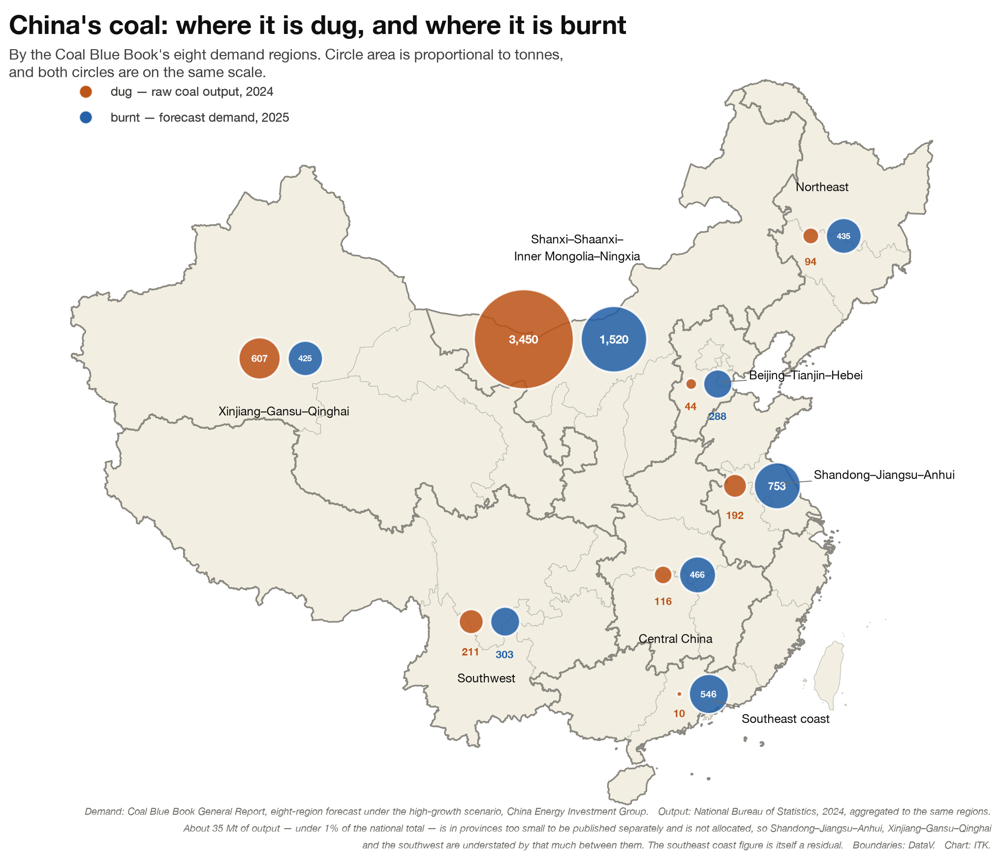 China's coal: where it is dug, and where it is burnt
By the Coal Blue Book's eight demand regions. Circle area is proportional to tonnes,
and both circles are on the same scale.
dug — raw coal output, 2024
burnt — forecast demand, 2025
Northeast
435
94
Shanxi–Shaanxi–
Inner Mongolia–Ningxia
3,450
1,520
607
425
Xinjiang–Gansu–Qinghai
Beijing–Tianjin–Hebei
44
288
Shandong–Jiangsu–Anhui
753
192
466
116
Central China
211
303
Southwest
546
10
Southeast coast
Demand: Coal Blue Book General Report, eight-region forecast under the high-growth scenario, China Energy Investment Group. Output: National Bureau of Statistics, 2024, aggregated to the same regions.
About 35 Mt of output — under 1% of the national total — is in provinces too small to be published separately and is not allocated, so Shandong–Jiangsu–Anhui, Xinjiang–Gansu–Qinghai
and the southwest are understated by that much between them. The southeast coast figure is itself a residual. Boundaries: DataV. Chart: ITK.